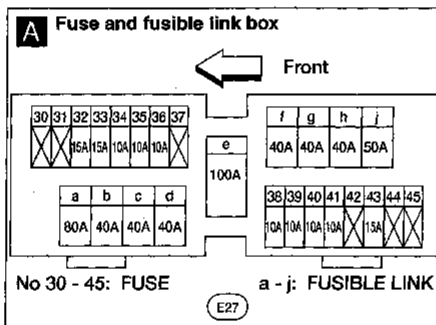 A Fuse and fusible link box
Front
30 31 32 33 34 35 36 37
15A 15A 10A 10A 10A
f g h j
40A 40A 40A 50A
e
100A
a b c d
80A 40A 40A 40A
38 39 40 41 42 43 44 45
10A 10A 10A 10A 15A
No 30 - 45: FUSE
a - j: FUSIBLE LINK
E27